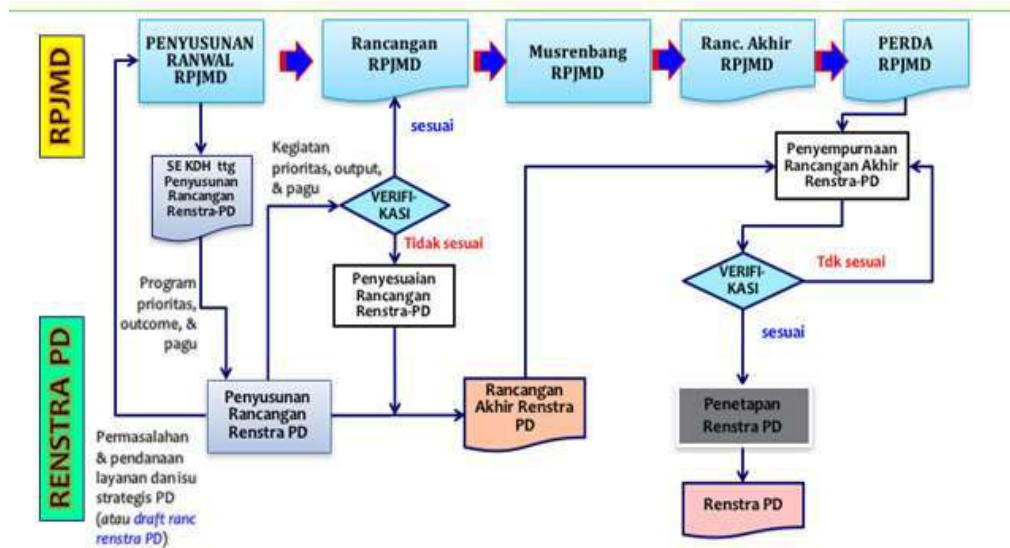 RPJMD
PENYUSUNAN
RANWAL
RPJMD
Rancangan
RPJMD
Musrenbang
RPJMD
Ranc. Akhir
RPJMD
PERDA
RPJMD
SE KDH ttg
Penyusunan
Rancangan
Renstra-PD
Kegiatan
prioritas, output,
& pagu
sesuai
VERIFI-
KASI
Tidak sesuai
Penyesuaian
Rancangan
Renstra-PD
Penyempurnaan
Rancangan Akhir
Renstra-PD
VERIFI-
KASI
Tdk sesuai
sesuai
Program
prioritas,
outcome, &
pagu
RENSTRA PD
Penyusunan
Rancangan
Renstra PD
Rancangan
Akhir Renstra
PD
Penetapan
Renstra PD
Renstra PD
Permasalahan
& pendanaan
layanan dan isu
strategis PD
(atau draft ranc
renstra PD)